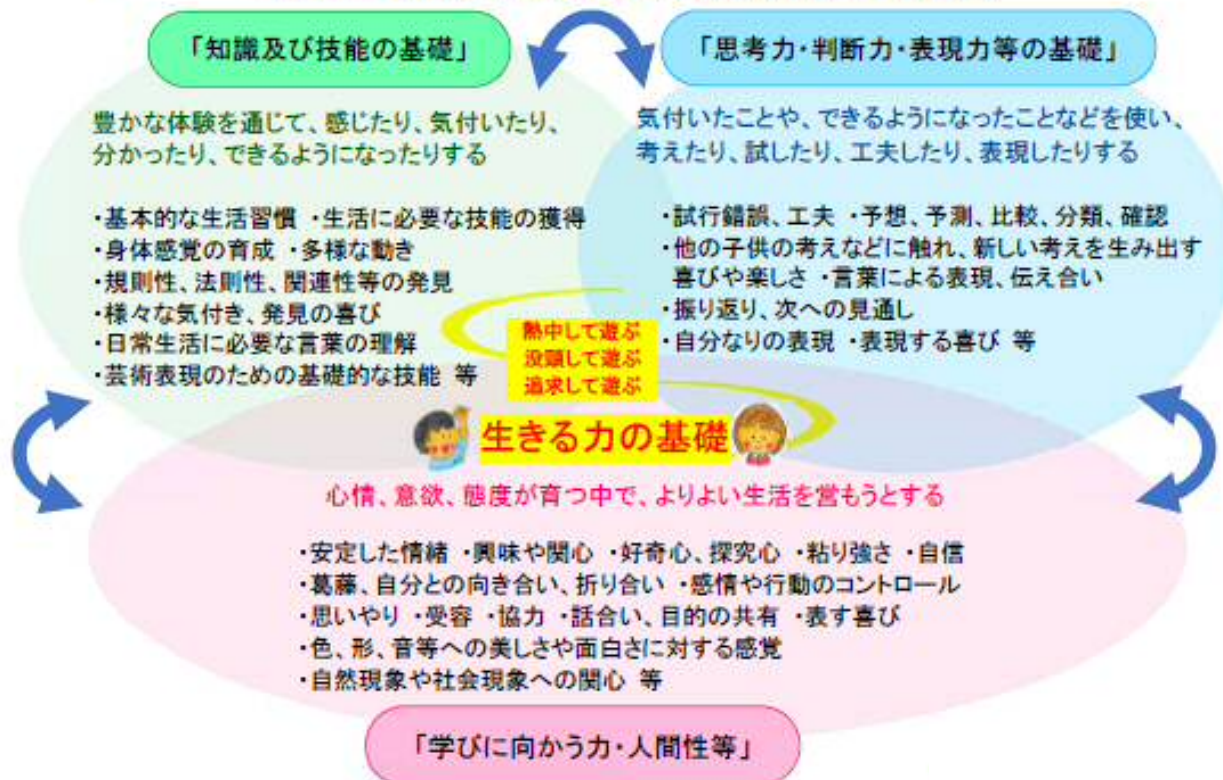 「知識及び技能の基礎」
「思考力・判断力・表現力等の基礎」
豊かな体験を通じて、感じたり、気付いたり、
分かったり、できるようになったりする
・基本的な生活習慣 ・生活に必要な技能の獲得
・身体感覚の育成 ・多様な動き
・規則性、法則性、関連性等の発見
・様々な気付き、発見の喜び
・日常生活に必要な言葉の理解
・芸術表現のための基礎的な技能 等
気付いたことや、できるようになったことなどを使い、
考えたり、試したり、工夫したり、表現したりする
・試行錯誤、工夫 ・予想、予測、比較、分類、確認
・他の子供の考えなどに触れ、新しい考えを生み出す
喜びや楽しさ ・言葉による表現、伝え合い
・振り返り、次への見通し
・自分なりの表現 ・表現する喜び 等
熱中して遊ぶ
没頭して遊ぶ
追求して遊ぶ
生きる力の基礎
心情、意欲、態度が育つ中で、よりよい生活を営もうとする
・安定した情緒 ・興味や関心 ・好奇心、探究心 ・粘り強さ ・自信
・葛藤、自分との向き合い、折り合い ・感情や行動のコントロール
・思いやり ・受容 ・協力 ・話合い、目的の共有 ・表す喜び
・色、形、音等への美しさや面白さに対する感覚
・自然現象や社会現象への関心 等
「学びに向かう力・人間性等」